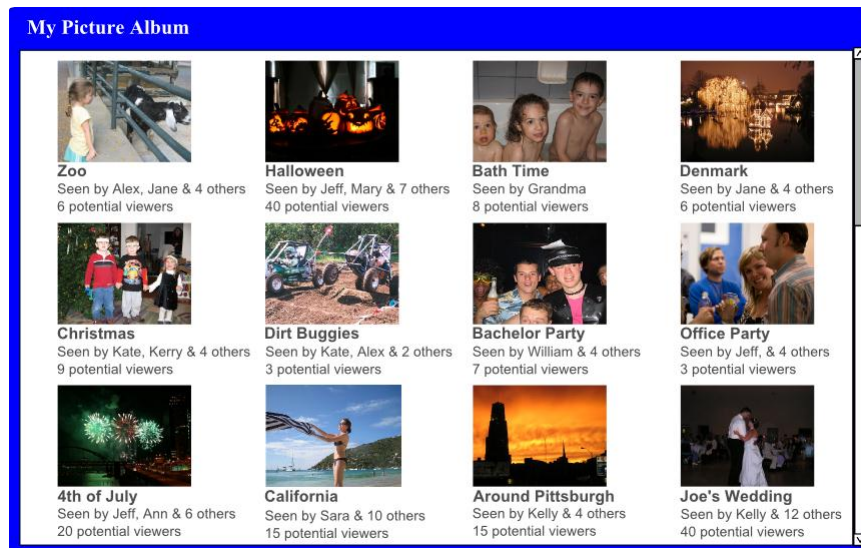 My Picture Album
Zoo
Seen by Alex, Jane & 4 others
6 potential viewers
Halloween
Seen by Jeff, Mary & 7 others
40 potential viewers
Bath Time
Seen by Grandma
8 potential viewers
Denmark
Seen by Jane & 4 others
6 potential viewers
Christmas
Seen by Kate, Kerry & 4 others
9 potential viewers
Dirt Buggies
Seen by Kate, Alex & 2 others
3 potential viewers
Bachelor Party
Seen by William & 4 others
7 potential viewers
Office Party
Seen by Jeff, & 4 others
3 potential viewers
4th of July
Seen by Jeff, Ann & 6 others
20 potential viewers
California
Seen by Sara & 10 others
15 potential viewers
Around Pittsburgh
Seen by Kelly & 4 others
15 potential viewers
Joe's Wedding
Seen by Kelly & 12 others
40 potential viewers